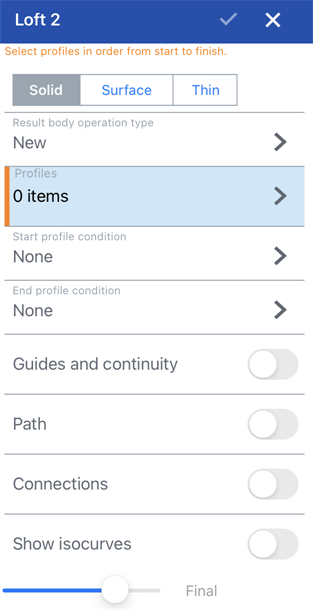 Loft 2
Select profiles in order from start to finish.
Solid Surface Thin
Result body operation type
New
Profiles
0 items
Start profile condition
None
End profile condition
None
Guides and continuity
Path
Connections
Show isocurves
Final